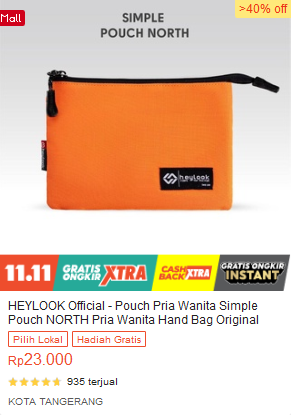 >40% off
Mall
SIMPLE
POUCH NORTH
heylook
11.11
GRATIS ONGKIR XTRA
CASH BACK XTRA
GRATIS ONGKIR INSTANT
HEYLOOK Official - Pouch Pria Wanita Simple
Pouch NORTH Pria Wanita Hand Bag Original
Pilih Lokal
Hadiah Gratis
Rp23.000
935 terjual
KOTA TANGERANG